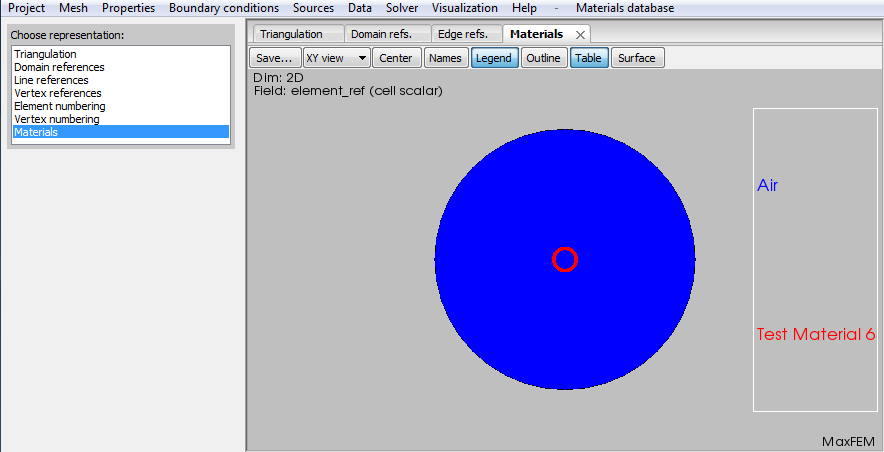 Project Mesh Properties Boundary conditions Sources Data Solver Visualization Help - Materials database
Choose representation:
Triangulation
Domain references
Line references
Vertex references
Element numbering
Vertex numbering
Materials
Triangulation Domain refs. Edge refs. Materials
Save... XY view Center Names Legend Outline Table Surface
Dim: 2D
Field: element_ref (cell scalar)
Air
Test Material 6
MaxFEM